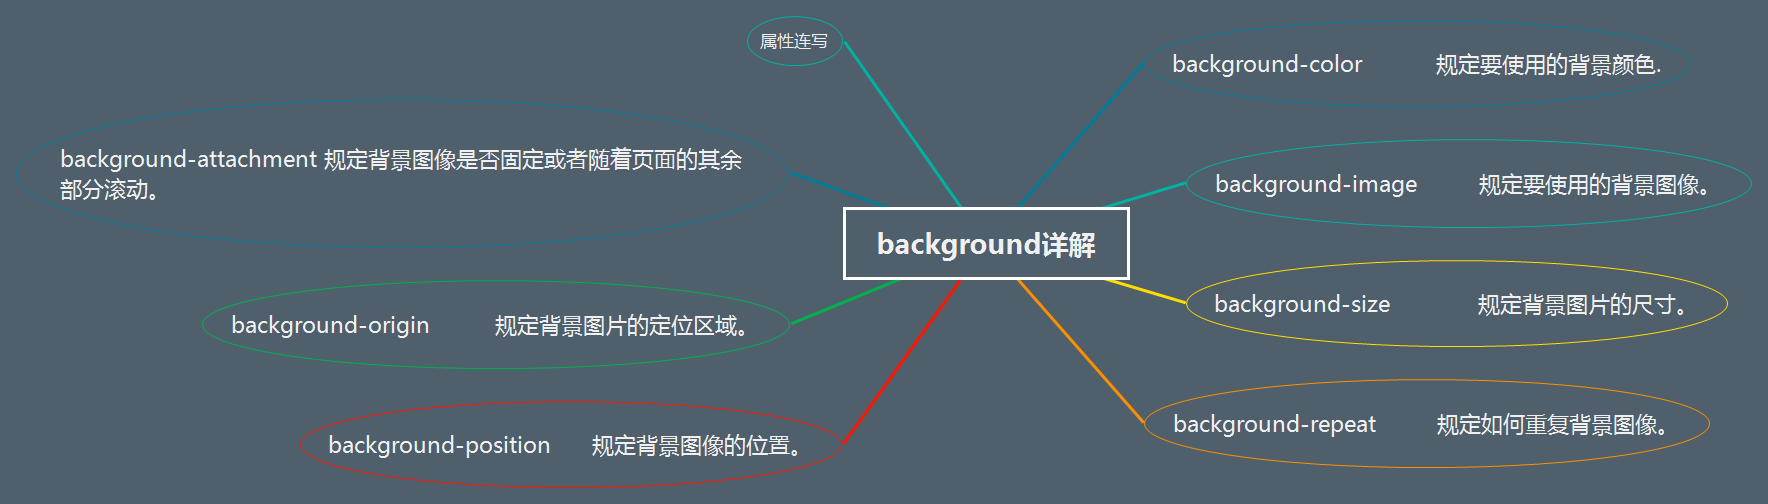 属性连写
background-color 规定要使用的背景颜色.
background-attachment 规定背景图像是否固定或者随着页面的其余
部分滚动。
background-image 规定要使用的背景图像。
background详解
background-size 规定背景图片的尺寸。
background-origin 规定背景图片的定位区域。
background-repeat 规定如何重复背景图像。
background-position 规定背景图像的位置。